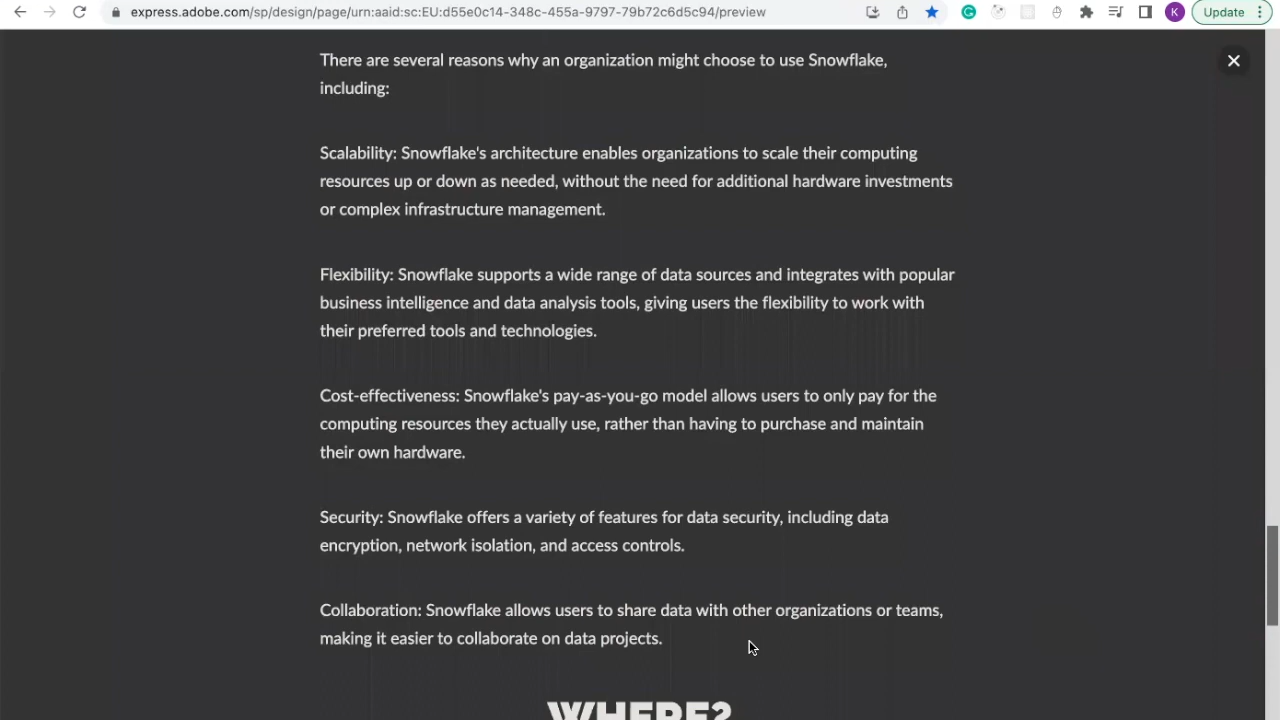 express.adobe.com/sp/design/page/urn:aaid:sc:EU:d55e0c14-348c-455a-9797-79b72c6d5c94/preview
K
Update
There are several reasons why an organization might choose to use Snowflake,
including:
Scalability: Snowflake's architecture enables organizations to scale their computing
resources up or down as needed, without the need for additional hardware investments
or complex infrastructure management.
Flexibility: Snowflake supports a wide range of data sources and integrates with popular
business intelligence and data analysis tools, giving users the flexibility to work with
their preferred tools and technologies.
Cost-effectiveness: Snowflake's pay-as-you-go model allows users to only pay for the
computing resources they actually use, rather than having to purchase and maintain
their own hardware.
Security: Snowflake offers a variety of features for data security, including data
encryption, network isolation, and access controls.
Collaboration: Snowflake allows users to share data with other organizations or teams,
making it easier to collaborate on data projects.
WHERE?